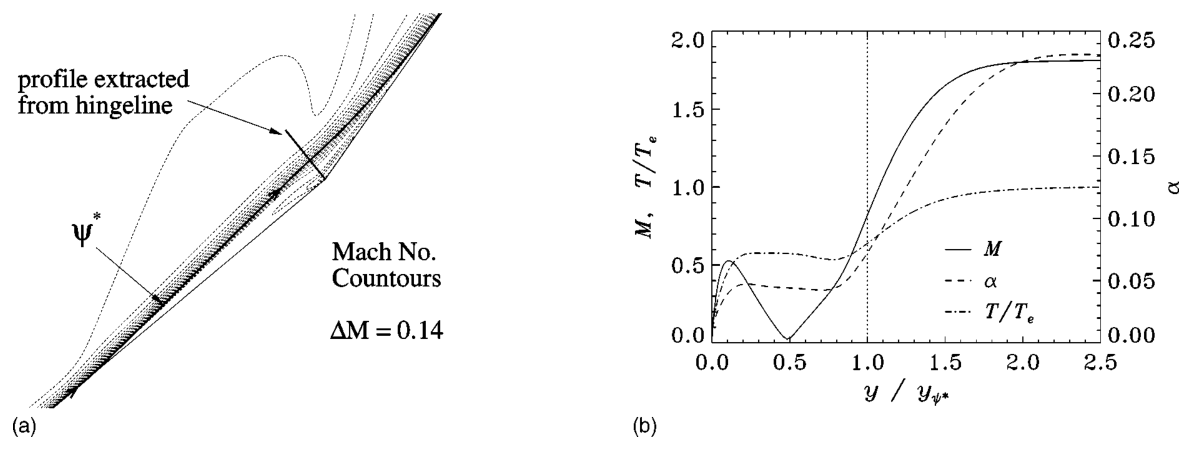 profile extracted
from hingeline
ψ*
Mach No.
Countours
ΔM = 0.14
(a)
M, T/Te
2.0
1.5
1.0
0.5
0.0
0.25
0.20
0.15
0.10
0.05
0.00
α
M
α
T/Te
0.0 0.5 1.0 1.5 2.0 2.5
y / yψ*
(b)